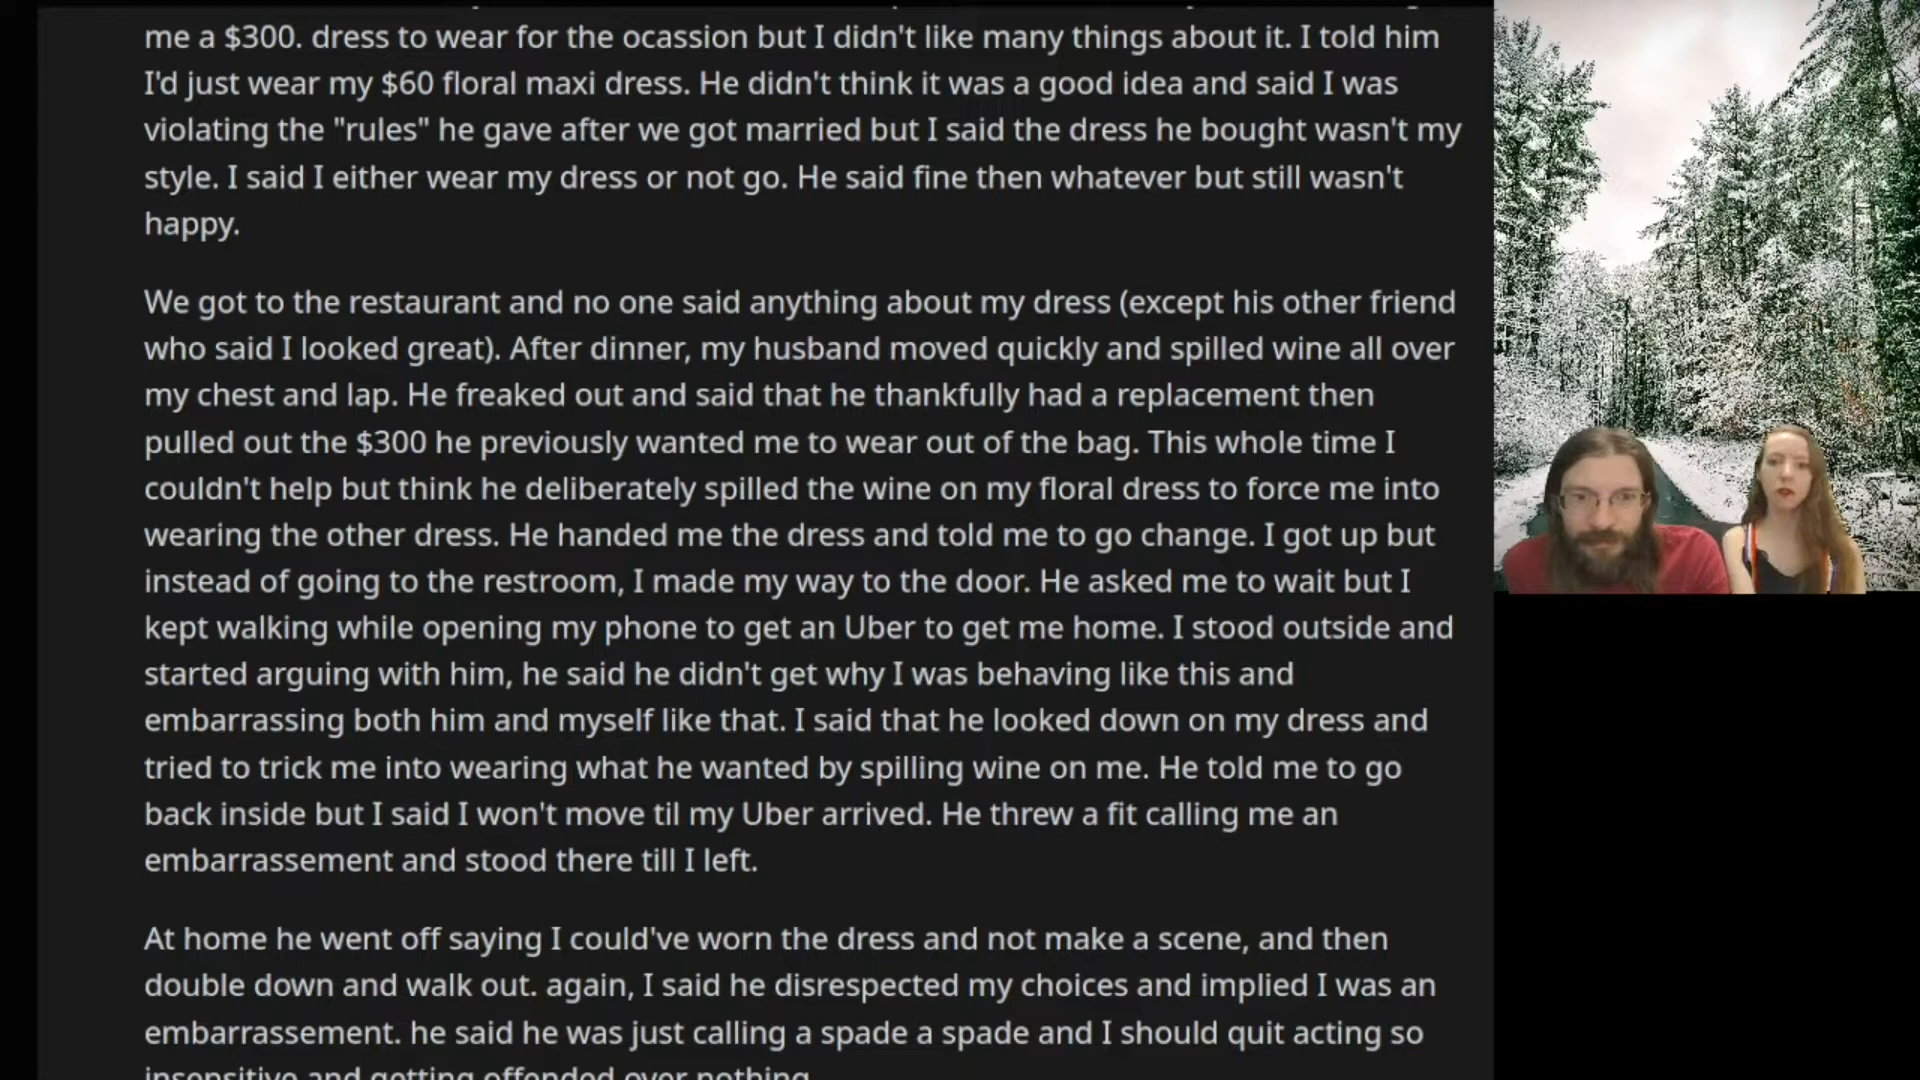 me a $300. dress to wear for the ocassion but I didn't like many things about it. I told him
I'd just wear my $60 floral maxi dress. He didn't think it was a good idea and said I was
violating the "rules" he gave after we got married but I said the dress he bought wasn't my
style. I said I either wear my dress or not go. He said fine then whatever but still wasn't
happy.
We got to the restaurant and no one said anything about my dress (except his other friend
who said I looked great). After dinner, my husband moved quickly and spilled wine all over
my chest and lap. He freaked out and said that he thankfully had a replacement then
pulled out the $300 he previously wanted me to wear out of the bag. This whole time I
couldn't help but think he deliberately spilled the wine on my floral dress to force me into
wearing the other dress. He handed me the dress and told me to go change. I got up but
instead of going to the restroom, I made my way to the door. He asked me to wait but I
kept walking while opening my phone to get an Uber to get me home. I stood outside and
started arguing with him, he said he didn't get why I was behaving like this and
embarrassing both him and myself like that. I said that he looked down on my dress and
tried to trick me into wearing what he wanted by spilling wine on me. He told me to go
back inside but I said I won't move til my Uber arrived. He threw a fit calling me an
embarrassement and stood there till I left.
At home he went off saying I could've worn the dress and not make a scene, and then
double down and walk out. again, I said he disrespected my choices and implied I was an
embarrassement. he said he was just calling a spade a spade and I should quit acting so
insensitive and getting offended over nothing.